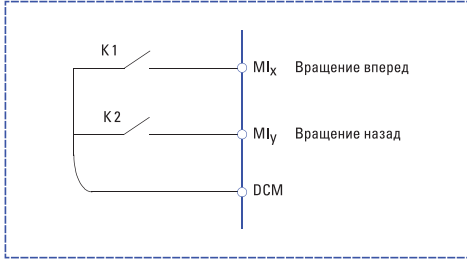 K1
MIx Вращение вперед
K2
MIy Вращение назад
DCM